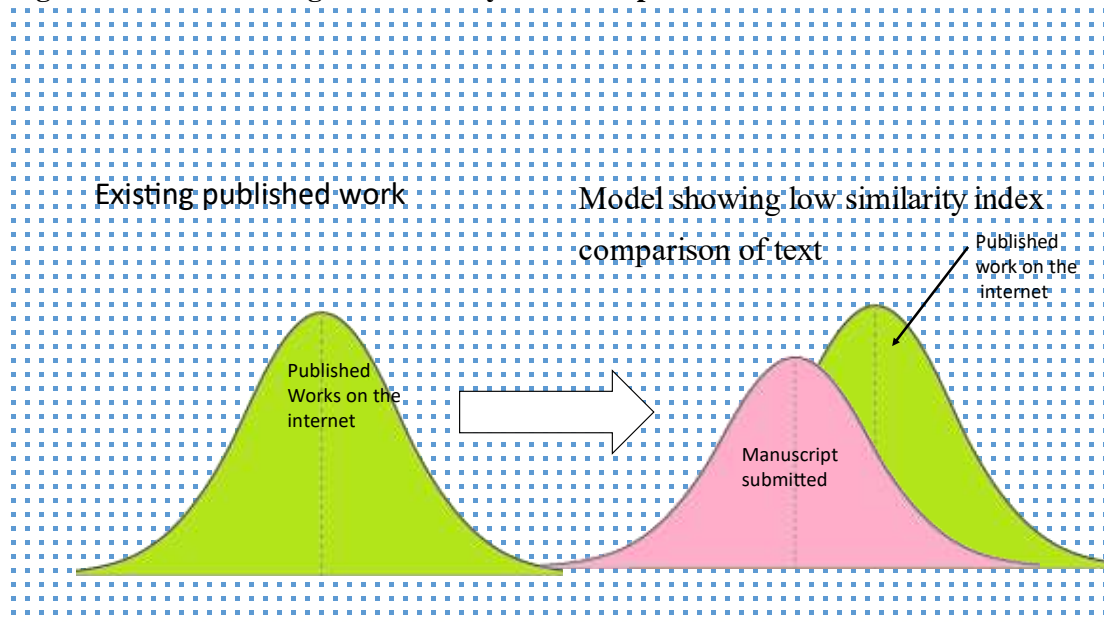 Existing published work
Model showing low similarity index
comparison of text
Published
work on the
internet
Published
Works on the
internet
Manuscript
submitted